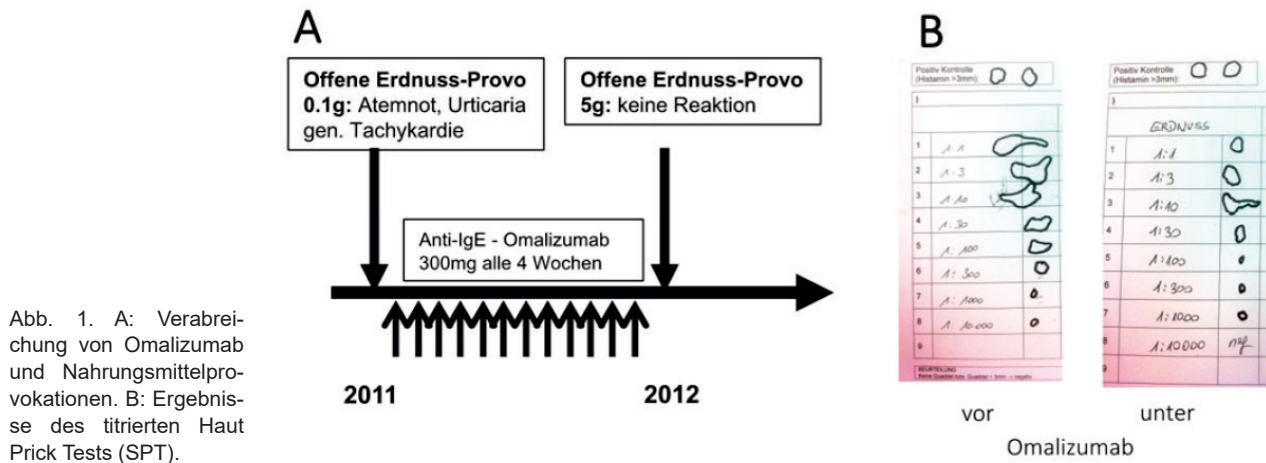 A
Offene Erdnuss-Provo
0.1g: Atemnot, Urticaria
gen. Tachykardie
Offene Erdnuss-Provo
5g: keine Reaktion
Anti-IgE - Omalizumab
300mg alle 4 Wochen
2011
2012
B
Positiv Kontrolle
(Histamin >3mm):
)
1 1:1
2 1:3
3 1:10
4 1:30
5 1:100
6 1:300
7 1:1000
8 1:10000
9
BEURTEILUNG
Positiv Kontrolle
(Histamin >3mm):
)
ERDNUSS
1 1:1
2 1:3
3 1:10
4 1:30
5 1:100
6 1:300
7 1:1000
8 1:10000 neg
9
vor
unter
Omalizumab
Abb. 1. A: Verabrei-
chung von Omalizumab
und Nahrungsmittelpro-
vokationen. B: Ergebnis-
se des titrierten Haut
Prick Tests (SPT).